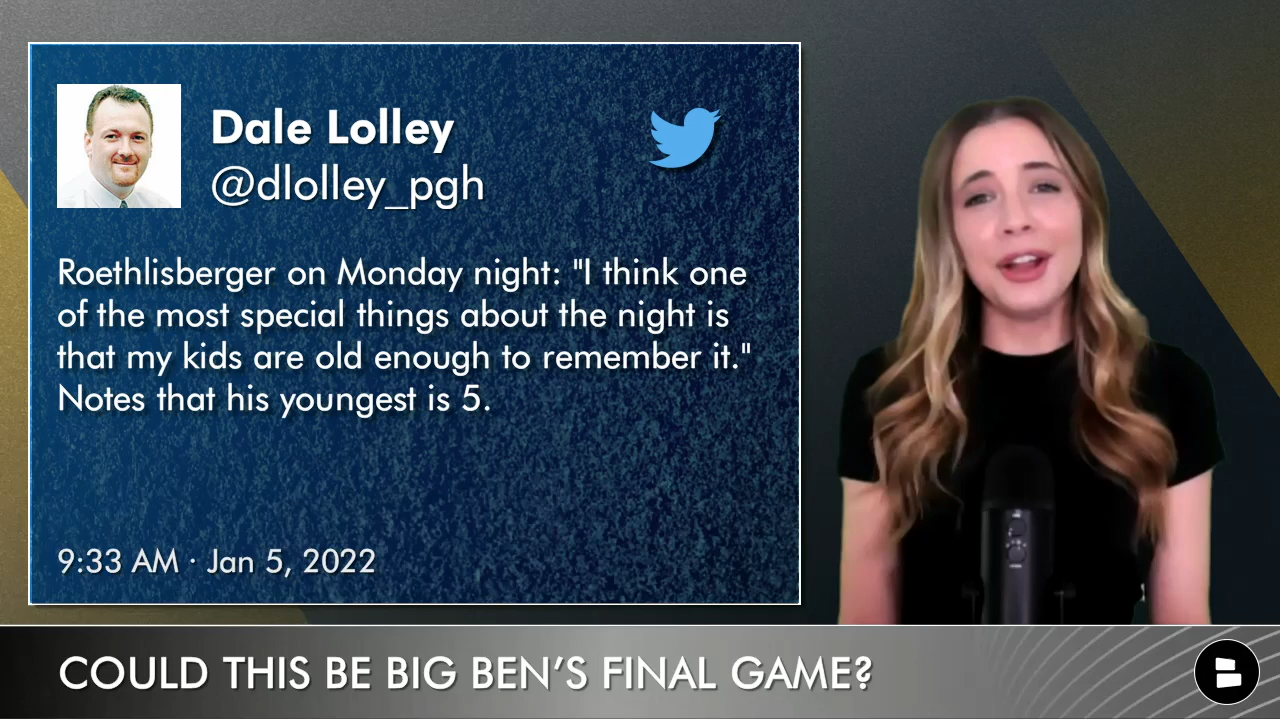 Dale Lolley
@dlolley_pgh
Roethlisberger on Monday night: "I think one
of the most special things about the night is
that my kids are old enough to remember it."
Notes that his youngest is 5.
9:33 AM · Jan 5, 2022
COULD THIS BE BIG BEN'S FINAL GAME?